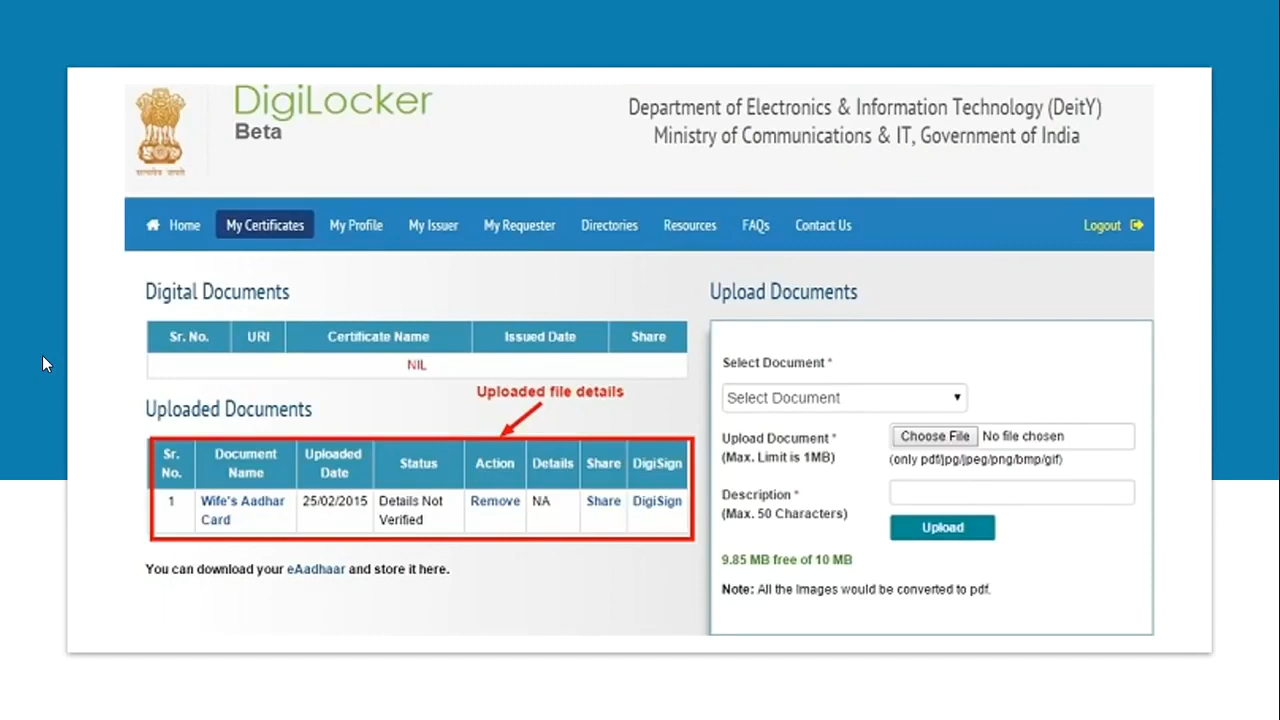 DigiLocker
Beta
Department of Electronics & Information Technology (DeitY)
Ministry of Communications & IT, Government of India
सत्यमेव जयते
Home My Certificates My Profile My Issuer My Requester Directories Resources FAQs Contact Us Logout
Digital Documents
Sr. No. URI Certificate Name Issued Date Share
NIL
Uploaded file details
Uploaded Documents
Sr. No. Document Name Uploaded Date Status Action Details Share DigiSign
1 Wife's Aadhar Card 25/02/2015 Details Not Verified Remove NA Share DigiSign
You can download your eAadhaar and store it here.
Upload Documents
Select Document *
Select Document
Upload Document * Choose File No file chosen
(Max. Limit is 1MB) (only pdf/jpg/jpeg/png/bmp/gif)
Description *
(Max. 50 Characters)
Upload
9.85 MB free of 10 MB
Note: All the Images would be converted to pdf.